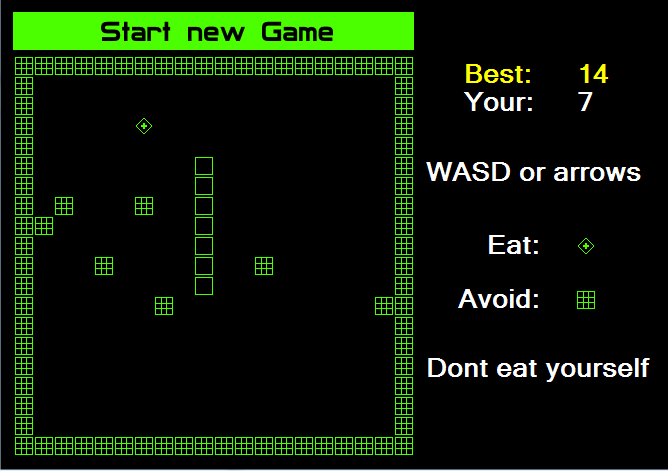 Start new Game
Best: 14
Your: 7
WASD or arrows
Eat:
Avoid:
Dont eat yourself